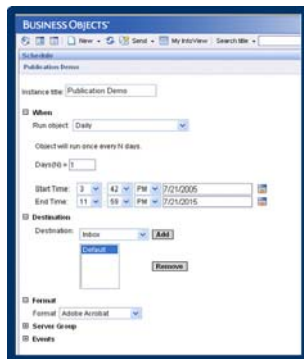 BUSINESS OBJECTS
New Send My InfoView Search title
Schedule
Publication Demo
Instance title: Publication Demo
When
Run object: Daily
Object will run once every N days.
Days(N) = 1
Start Time: 3 42 PM 7/21/2005
End Time: 11 59 PM 7/21/2015
Destination
Destination: Inbox Add
Default
Remove
Format
Format: Adobe Acrobat
Server Group
Events